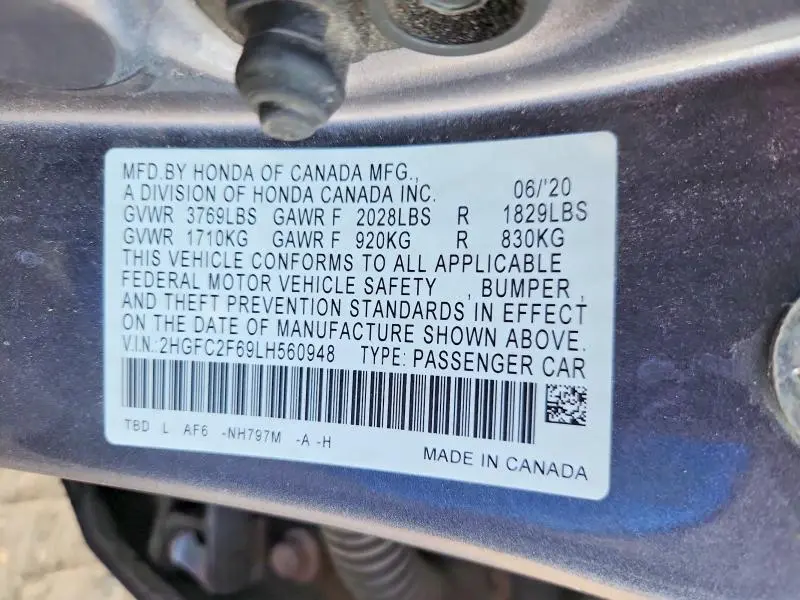 MFD.BY HONDA OF CANADA MFG.,
A DIVISION OF HONDA CANADA INC. 06/'20
GVWR 3769LBS GAWR F 2028LBS R 1829LBS
GVWR 1710KG GAWR F 920KG R 830KG
THIS VEHICLE CONFORMS TO ALL APPLICABLE
FEDERAL MOTOR VEHICLE SAFETY , BUMPER ,
AND THEFT PREVENTION STANDARDS IN EFFECT
ON THE DATE OF MANUFACTURE SHOWN ABOVE.
V.I.N.:2HGFC2F69LH560948 TYPE: PASSENGER CAR
TBD L AF6 -NH797M -A -H
MADE IN CANADA